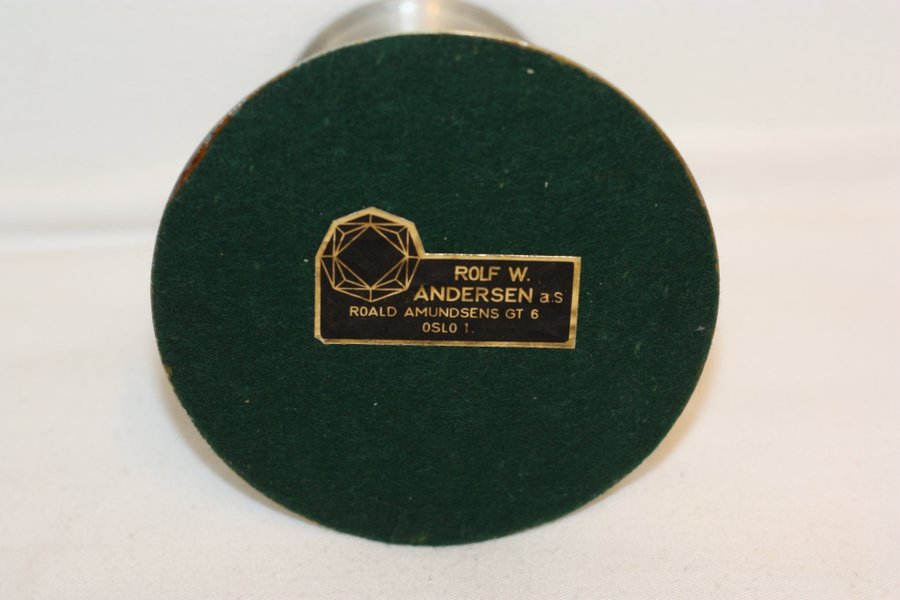 ROLF W.
ANDERSEN a.s
ROALD AMUNDSENS GT 6
OSLO 1.